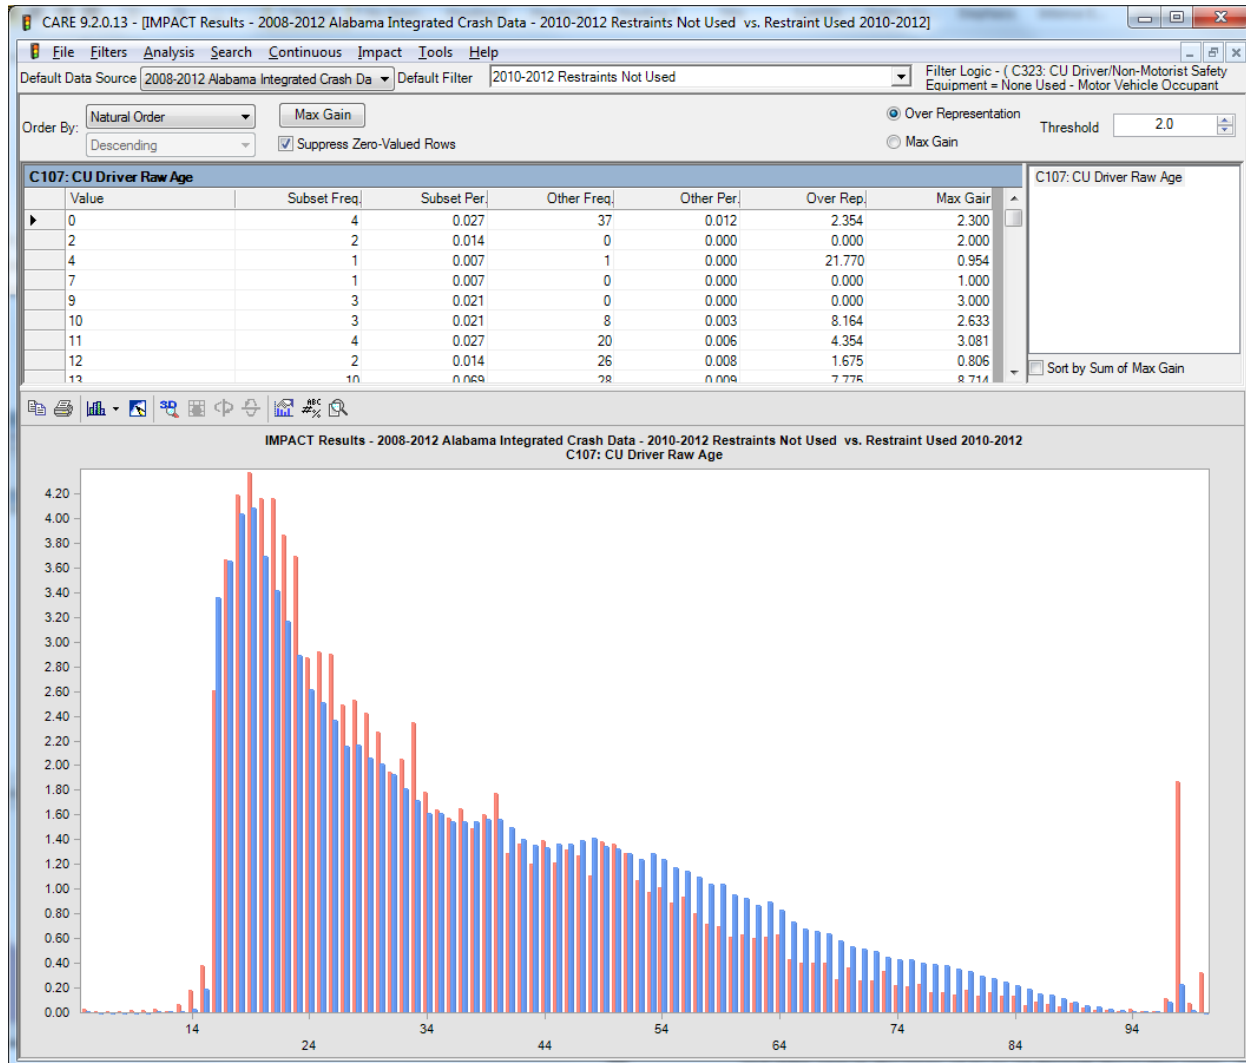 CARE 9.2.0.13 - [IMPACT Results - 2008-2012 Alabama Integrated Crash Data - 2010-2012 Restraints Not Used  vs. Restraint Used 2010-2012]
File Filters Analysis Search Continuous Impact Tools Help
Default Data Source 2008-2012 Alabama Integrated Crash Da Default Filter 2010-2012 Restraints Not Used Filter Logic - ( C323: CU Driver/Non-Motorist Safety
Equipment = None Used - Motor Vehicle Occupant
Order By: Natural Order Max Gain Over Representation Threshold 2.0
Descending Suppress Zero-Valued Rows Max Gain
C107: CU Driver Raw Age C107: CU Driver Raw Age
Value Subset Freq. Subset Per. Other Freq. Other Per. Over Rep. Max Gain
0 4 0.027 37 0.012 2.354 2.300
2 2 0.014 0 0.000 0.000 2.000
4 1 0.007 1 0.000 21.770 0.954
7 1 0.007 0 0.000 0.000 1.000
9 3 0.021 0 0.000 0.000 3.000
10 3 0.021 8 0.003 8.164 2.633
11 4 0.027 20 0.006 4.354 3.081
12 2 0.014 26 0.008 1.675 0.806
13 10 0.069 28 0.009 7.775 8.714
Sort by Sum of Max Gain
3D ABC #%
IMPACT Results - 2008-2012 Alabama Integrated Crash Data - 2010-2012 Restraints Not Used  vs. Restraint Used 2010-2012
C107: CU Driver Raw Age
4.20
4.00
3.80
3.60
3.40
3.20
3.00
2.80
2.60
2.40
2.20
2.00
1.80
1.60
1.40
1.20
1.00
0.80
0.60
0.40
0.20
0.00
14 34 54 74 94
24 44 64 84